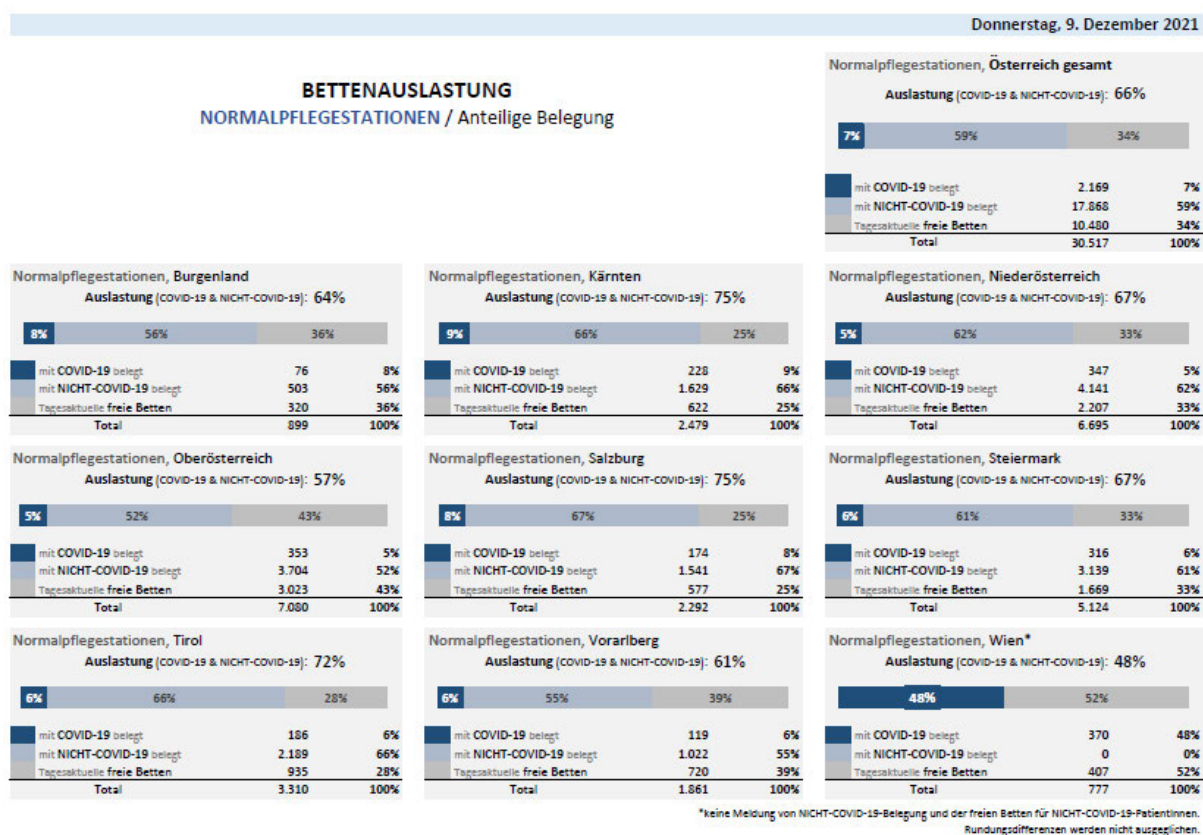 Donnerstag, 9. Dezember 2021
BETTENAUSLASTUNG
NORMALPFLEGESTATIONEN / Anteilige Belegung
Normalpflegestationen, Österreich gesamt
Auslastung (COVID-19 & NICHT-COVID-19): 66%
7% 59% 34%
mit COVID-19 belegt 2.169 7%
mit NICHT-COVID-19 belegt 17.868 59%
Tagesaktuelle freie Betten 10.480 34%
Total 30.517 100%
Normalpflegestationen, Burgenland
Auslastung (COVID-19 & NICHT-COVID-19): 64%
8% 56% 36%
mit COVID-19 belegt 76 8%
mit NICHT-COVID-19 belegt 503 56%
Tagesaktuelle freie Betten 320 36%
Total 899 100%
Normalpflegestationen, Kärnten
Auslastung (COVID-19 & NICHT-COVID-19): 75%
9% 66% 25%
mit COVID-19 belegt 228 9%
mit NICHT-COVID-19 belegt 1.629 66%
Tagesaktuelle freie Betten 622 25%
Total 2.479 100%
Normalpflegestationen, Niederösterreich
Auslastung (COVID-19 & NICHT-COVID-19): 67%
5% 62% 33%
mit COVID-19 belegt 347 5%
mit NICHT-COVID-19 belegt 4.141 62%
Tagesaktuelle freie Betten 2.207 33%
Total 6.695 100%
Normalpflegestationen, Oberösterreich
Auslastung (COVID-19 & NICHT-COVID-19): 57%
5% 52% 43%
mit COVID-19 belegt 353 5%
mit NICHT-COVID-19 belegt 3.704 52%
Tagesaktuelle freie Betten 3.023 43%
Total 7.080 100%
Normalpflegestationen, Salzburg
Auslastung (COVID-19 & NICHT-COVID-19): 75%
8% 67% 25%
mit COVID-19 belegt 174 8%
mit NICHT-COVID-19 belegt 1.541 67%
Tagesaktuelle freie Betten 577 25%
Total 2.292 100%
Normalpflegestationen, Steiermark
Auslastung (COVID-19 & NICHT-COVID-19): 67%
6% 61% 33%
mit COVID-19 belegt 316 6%
mit NICHT-COVID-19 belegt 3.139 61%
Tagesaktuelle freie Betten 1.669 33%
Total 5.124 100%
Normalpflegestationen, Tirol
Auslastung (COVID-19 & NICHT-COVID-19): 72%
6% 66% 28%
mit COVID-19 belegt 186 6%
mit NICHT-COVID-19 belegt 2.189 66%
Tagesaktuelle freie Betten 935 28%
Total 3.310 100%
Normalpflegestationen, Vorarlberg
Auslastung (COVID-19 & NICHT-COVID-19): 61%
6% 55% 39%
mit COVID-19 belegt 119 6%
mit NICHT-COVID-19 belegt 1.022 55%
Tagesaktuelle freie Betten 720 39%
Total 1.861 100%
Normalpflegestationen, Wien*
Auslastung (COVID-19 & NICHT-COVID-19): 48%
48% 52%
mit COVID-19 belegt 370 48%
mit NICHT-COVID-19 belegt 0 0%
Tagesaktuelle freie Betten 407 52%
Total 777 100%
*keine Meldung von NICHT-COVID-19-Belegung und der freien Betten für NICHT-COVID-19-PatientInnen.
Rundungsdifferenzen werden nicht ausgeglichen.